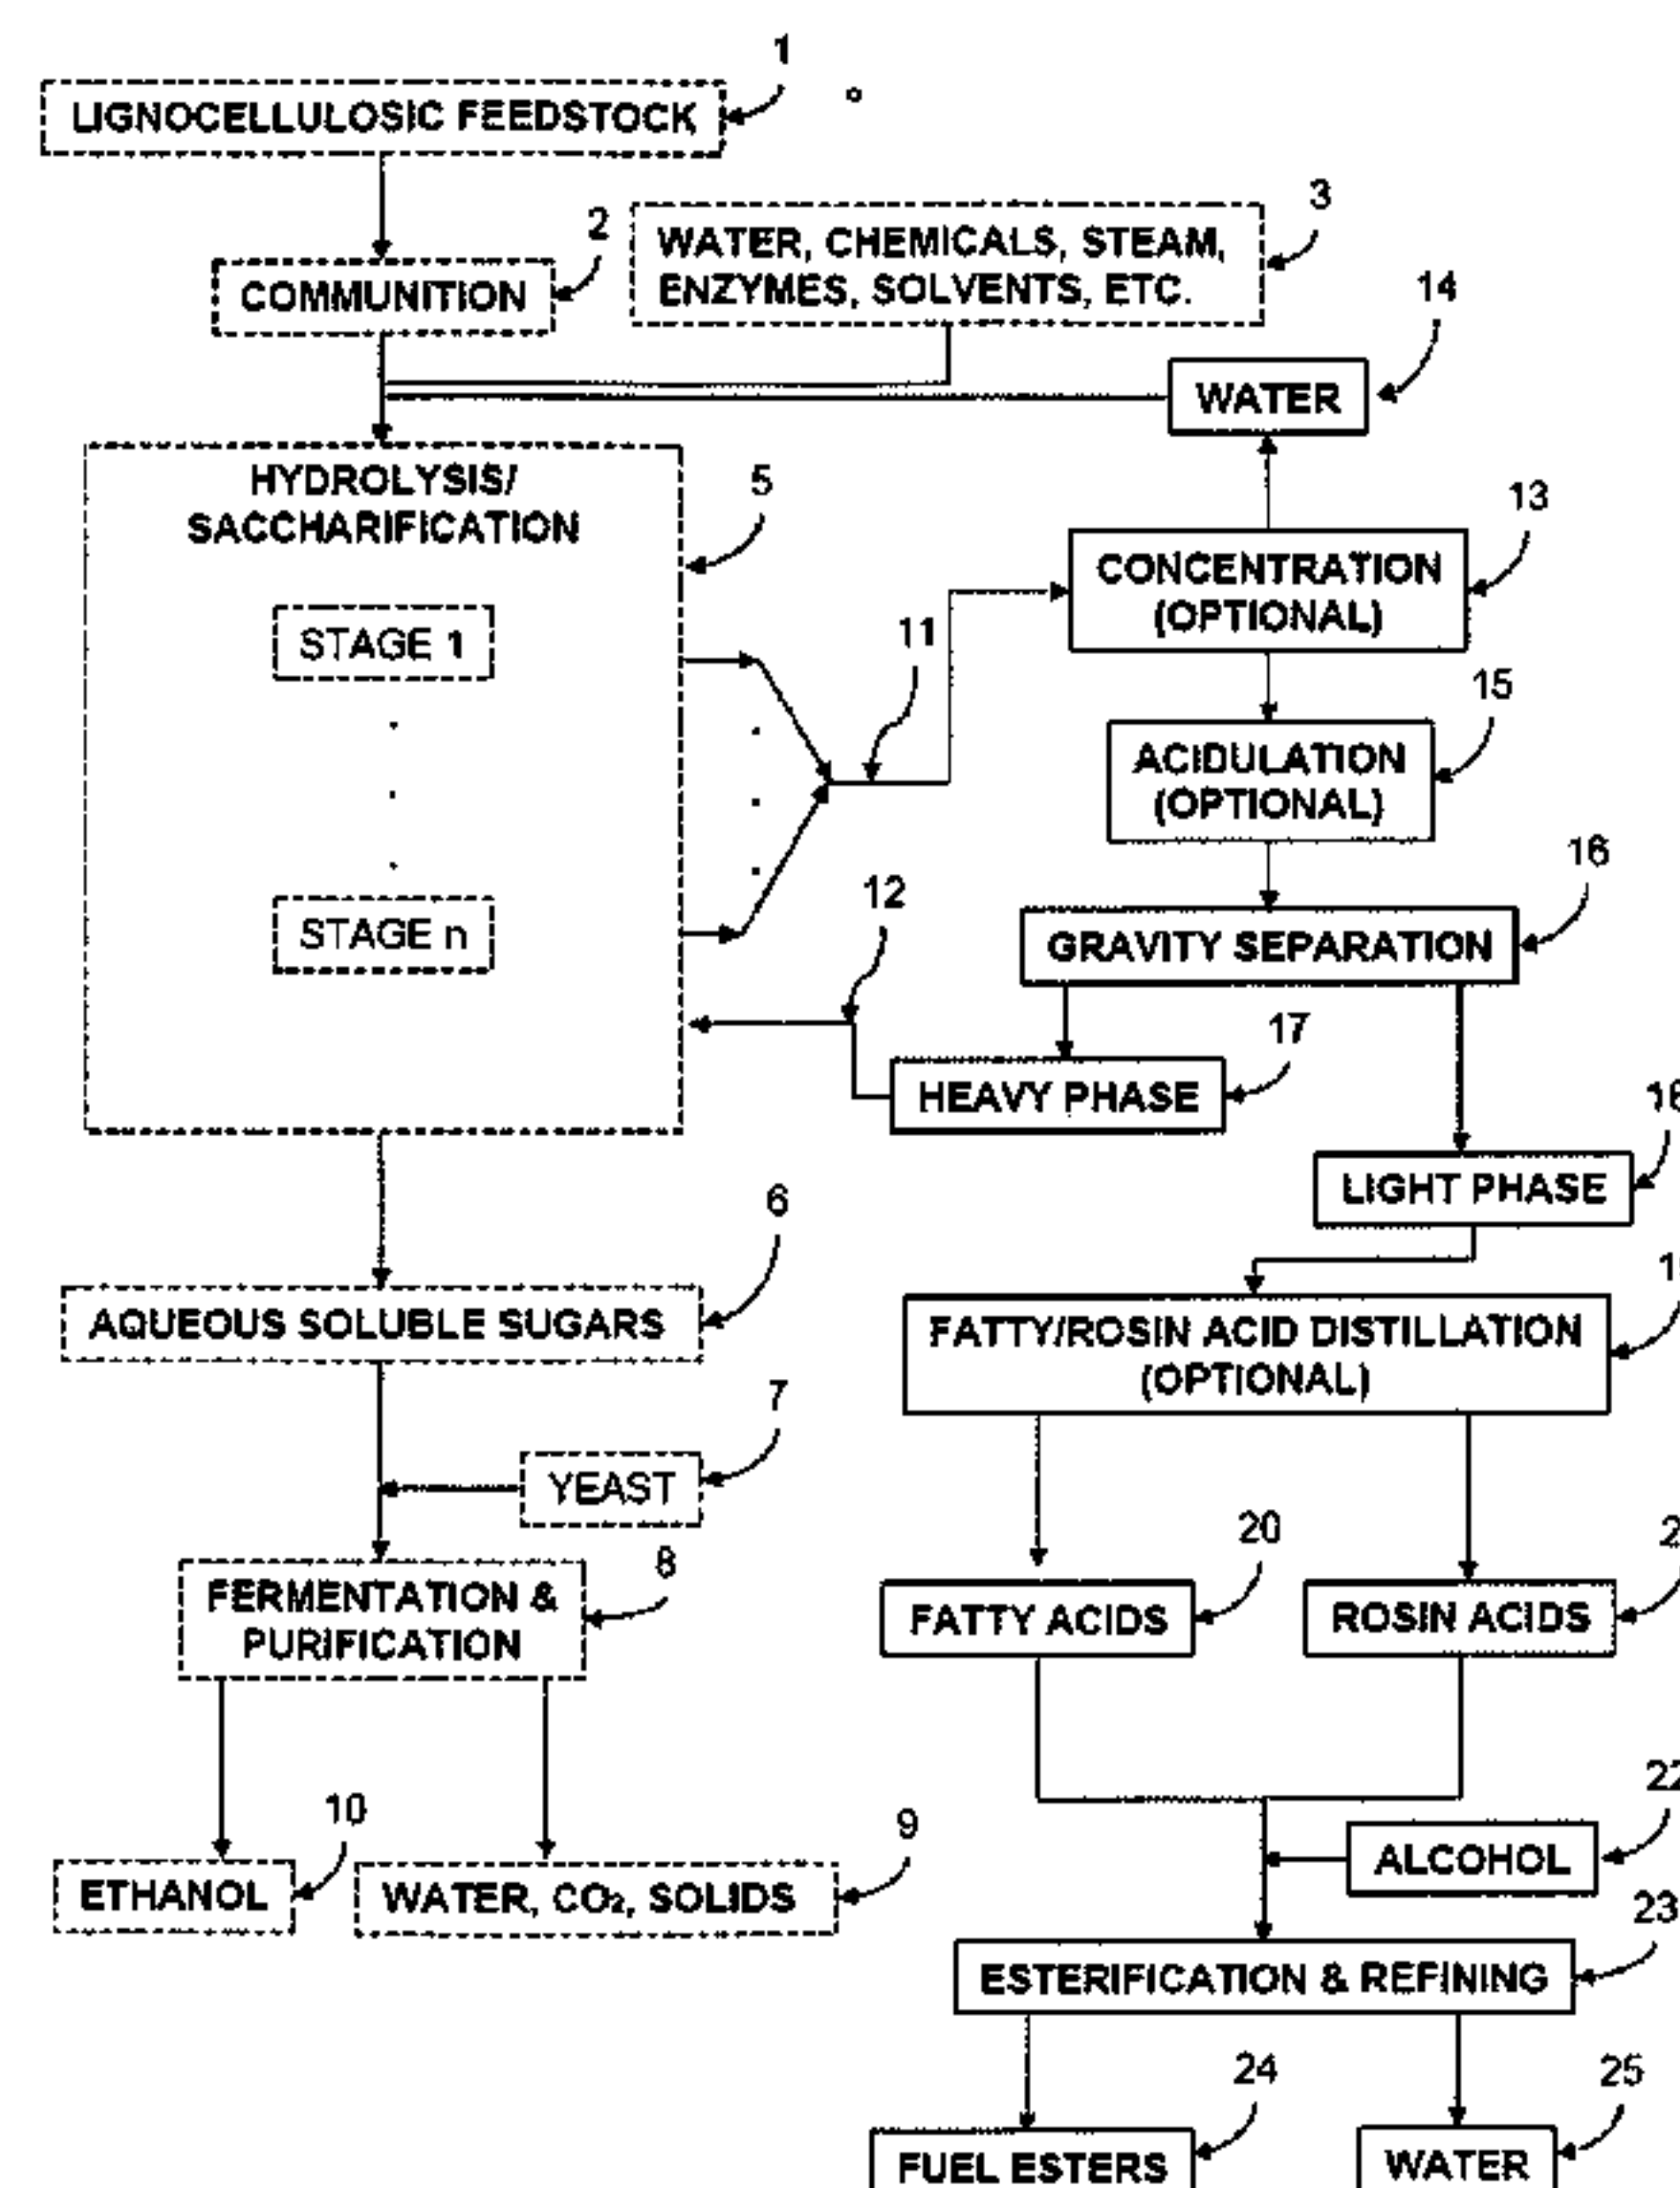 1
LIGNOCELLULOSIC FEEDSTOCK
2
3
COMMUNITION
WATER, CHEMICALS, STEAM,
ENZYMES, SOLVENTS, ETC.
14
WATER
HYDROLYSIS/
SACCHARIFICATION
5
13
CONCENTRATION
(OPTIONAL)
STAGE 1
11
15
ACIDULATION
(OPTIONAL)
STAGE n
12
16
GRAVITY SEPARATION
17
HEAVY PHASE
LIGHT PHASE
6
AQUEOUS SOLUBLE SUGARS
FATTY/ROSIN ACID DISTILLATION
(OPTIONAL)
7
YEAST
8
FERMENTATION &
PURIFICATION
20
FATTY ACIDS
ROSIN ACIDS
10
9
22
ETHANOL
WATER, CO2, SOLIDS
ALCOHOL
23
ESTERIFICATION & REFINING
24
25
FUEL ESTERS
WATER